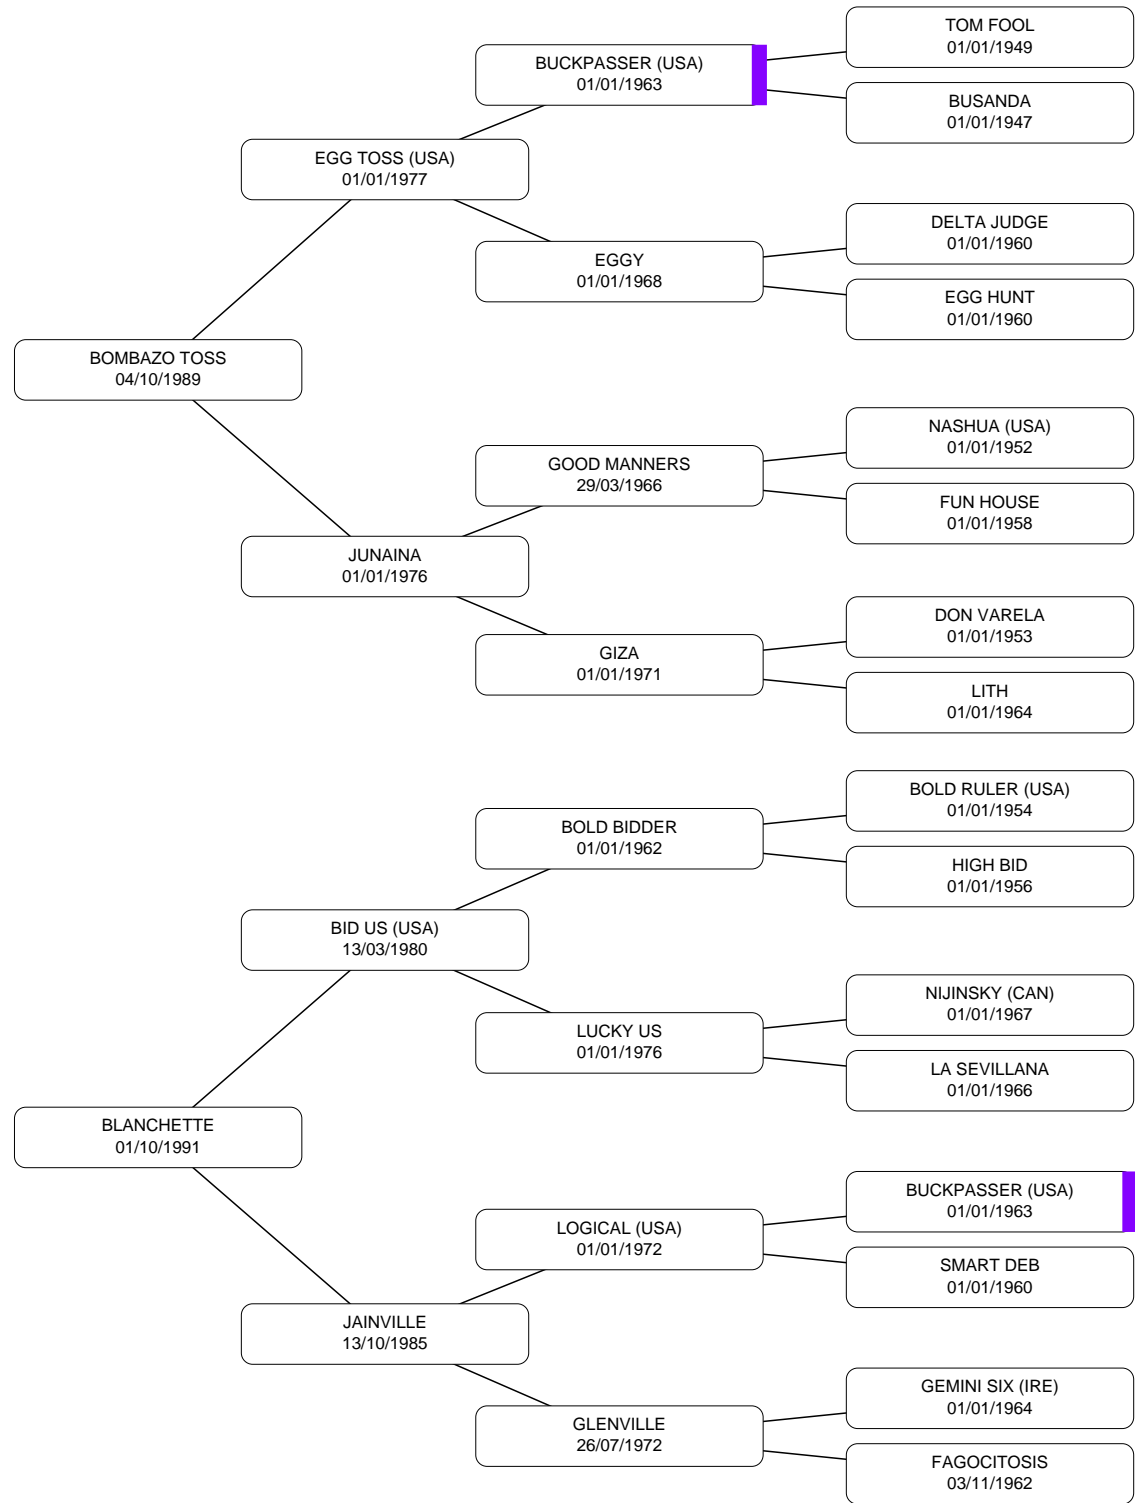 TOM FOOL
01/01/1949
BUCKPASSER (USA)
01/01/1963
BUSANDA
01/01/1947
EGG TOSS (USA)
01/01/1977
DELTA JUDGE
01/01/1960
EGGY
01/01/1968
EGG HUNT
01/01/1960
BOMBAZO TOSS
04/10/1989
NASHUA (USA)
01/01/1952
GOOD MANNERS
29/03/1966
FUN HOUSE
01/01/1958
JUNAINA
01/01/1976
DON VARELA
01/01/1953
GIZA
01/01/1971
LITH
01/01/1964
BOLD RULER (USA)
01/01/1954
BOLD BIDDER
01/01/1962
HIGH BID
01/01/1956
BID US (USA)
13/03/1980
NIJINSKY (CAN)
01/01/1967
LUCKY US
01/01/1976
LA SEVILLANA
01/01/1966
BLANCHETTE
01/10/1991
BUCKPASSER (USA)
01/01/1963
LOGICAL (USA)
01/01/1972
SMART DEB
01/01/1960
JAINVILLE
13/10/1985
GEMINI SIX (IRE)
01/01/1964
GLENVILLE
26/07/1972
FAGOCITOSIS
03/11/1962